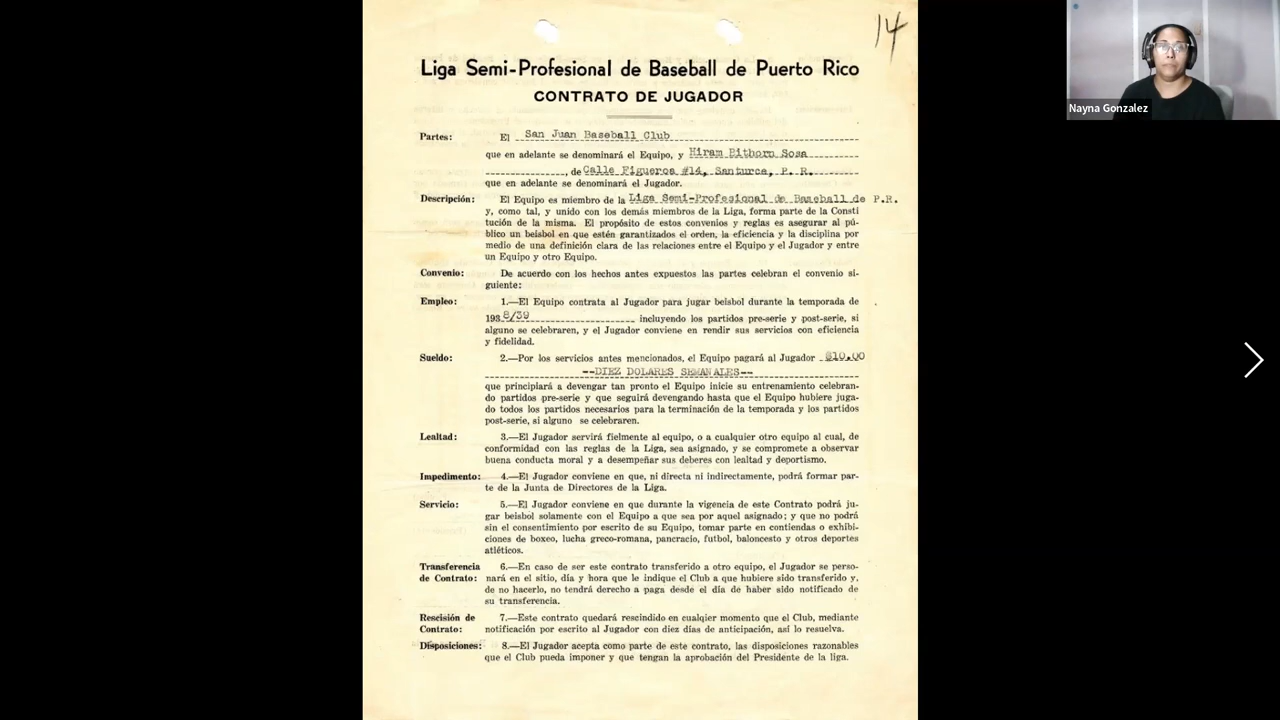 14
Liga Semi-Profesional de Baseball de Puerto Rico
CONTRATO DE JUGADOR
Partes: El San Juan Baseball Club
que en adelante se denominará el Equipo, y Hiram Bithorn Sosa
, de Calle Figueroa #14, Santurce, P. R.
que en adelante se denominará el Jugador.
Descripción: El Equipo es miembro de la Liga Semi-Profesional de Baseball de P.R.
y, como tal, y unido con los demás miembros de la Liga, forma parte de la Consti
tución de la misma. El propósito de estos convenios y reglas es asegurar al pú-
blico un beisbol en que estén garantizados el orden, la eficiencia y la disciplina por
medio de una definición clara de las relaciones entre el Equipo y el Jugador y entre
un Equipo y otro Equipo.
Convenio: De acuerdo con los hechos antes expuestos las partes celebran el convenio si-
guiente:
Empleo: 1.—El Equipo contrata al Jugador para jugar beisbol durante la temporada de
1938/39 incluyendo los partidos pre-serie y post-serie, si
alguno se celebraren, y el Jugador conviene en rendir sus servicios con eficiencia
y fidelidad.
Sueldo: 2.—Por los servicios antes mencionados, el Equipo pagará al Jugador $10.00
--DIEZ DOLARES SEMANALES--
que principiará a devengar tan pronto el Equipo inicie su entrenamiento celebran-
do partidos pre-serie y que seguirá devengando hasta que el Equipo hubiere juga-
do todos los partidos necesarios para la terminación de la temporada y los partidos
post-serie, si alguno se celebraren.
Lealtad: 3.—El Jugador servirá fielmente al equipo, o a cualquier otro equipo al cual, de
conformidad con las reglas de la Liga, sea asignado, y se compromete a observar
buena conducta moral y a desempeñar sus deberes con lealtad y deportismo.
Impedimento: 4.—El Jugador conviene en que, ni directa ni indirectamente, podrá formar par-
te de la Junta de Directores de la Liga.
Servicio: 5.—El Jugador conviene en que durante la vigencia de este Contrato podrá ju-
gar beisbol solamente con el Equipo a que sea por aquel asignado; y que no podrá
sin el consentimiento por escrito de su Equipo, tomar parte en contiendas o exhibi-
ciones de boxeo, lucha greco-romana, pancracio, futbol, baloncesto y otros deportes
atléticos.
Transferencia 6.—En caso de ser este contrato transferido a otro equipo, el Jugador se perso-
de Contrato: nará en el sitio, día y hora que le indique el Club a que hubiere sido transferido y,
de no hacerlo, no tendrá derecho a paga desde el día de haber sido notificado de
su transferencia.
Rescisión de 7.—Este contrato quedará rescindido en cualquier momento que el Club, mediante
Contrato: notificación por escrito al Jugador con diez días de anticipación, así lo resuelva.
Disposiciones: 8.—El Jugador acepta como parte de este contrato, las disposiciones razonables
que el Club pueda imponer y que tengan la aprobación del Presidente de la liga.
Nayna Gonzalez